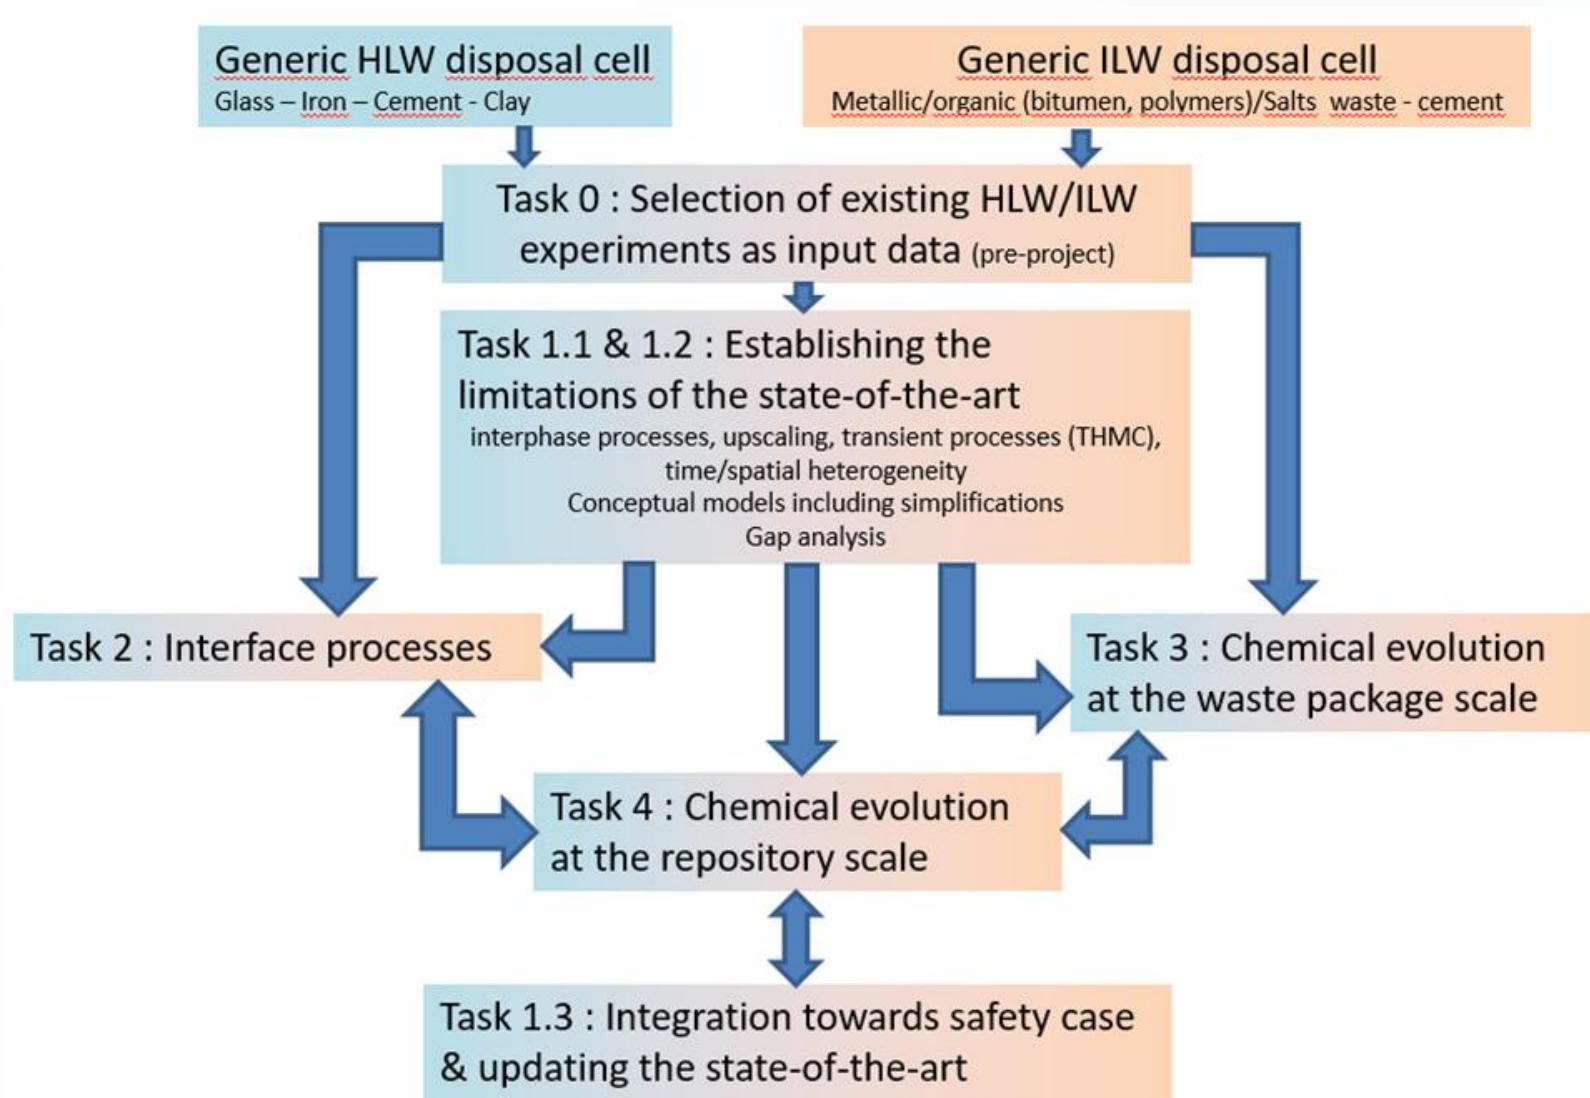 Generic HLW disposal cell
Glass – Iron – Cement - Clay
Generic ILW disposal cell
Metallic/organic (bitumen, polymers)/Salts waste - cement
Task 0 : Selection of existing HLW/ILW
experiments as input data (pre-project)
Task 1.1 & 1.2 : Establishing the
limitations of the state-of-the-art
interphase processes, upscaling, transient processes (THMC),
time/spatial heterogeneity
Conceptual models including simplifications
Gap analysis
Task 2 : Interface processes
Task 3 : Chemical evolution
at the waste package scale
Task 4 : Chemical evolution
at the repository scale
Task 1.3 : Integration towards safety case
& updating the state-of-the-art